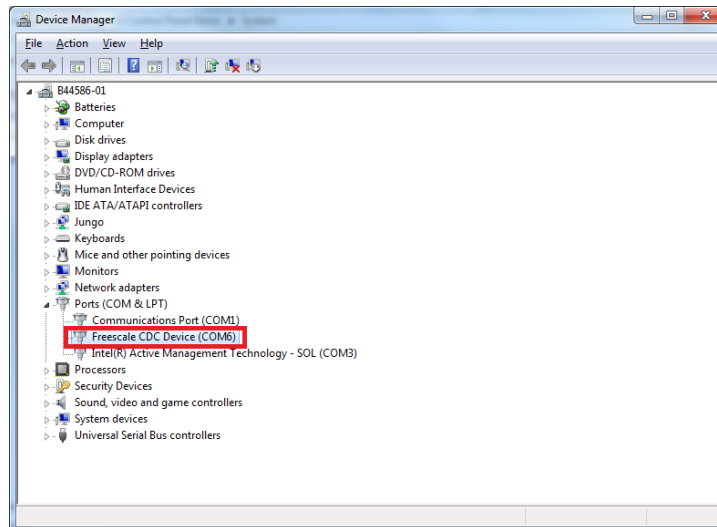 Device Manager
File Action View Help
B44586-01
Batteries
Computer
Disk drives
Display adapters
DVD/CD-ROM drives
Human Interface Devices
IDE ATA/ATAPI controllers
Jungo
Keyboards
Mice and other pointing devices
Monitors
Network adapters
Ports (COM & LPT)
Communications Port (COM1)
Freescale CDC Device (COM6)
Intel(R) Active Management Technology - SOL (COM3)
Processors
Security Devices
Sound, video and game controllers
System devices
Universal Serial Bus controllers